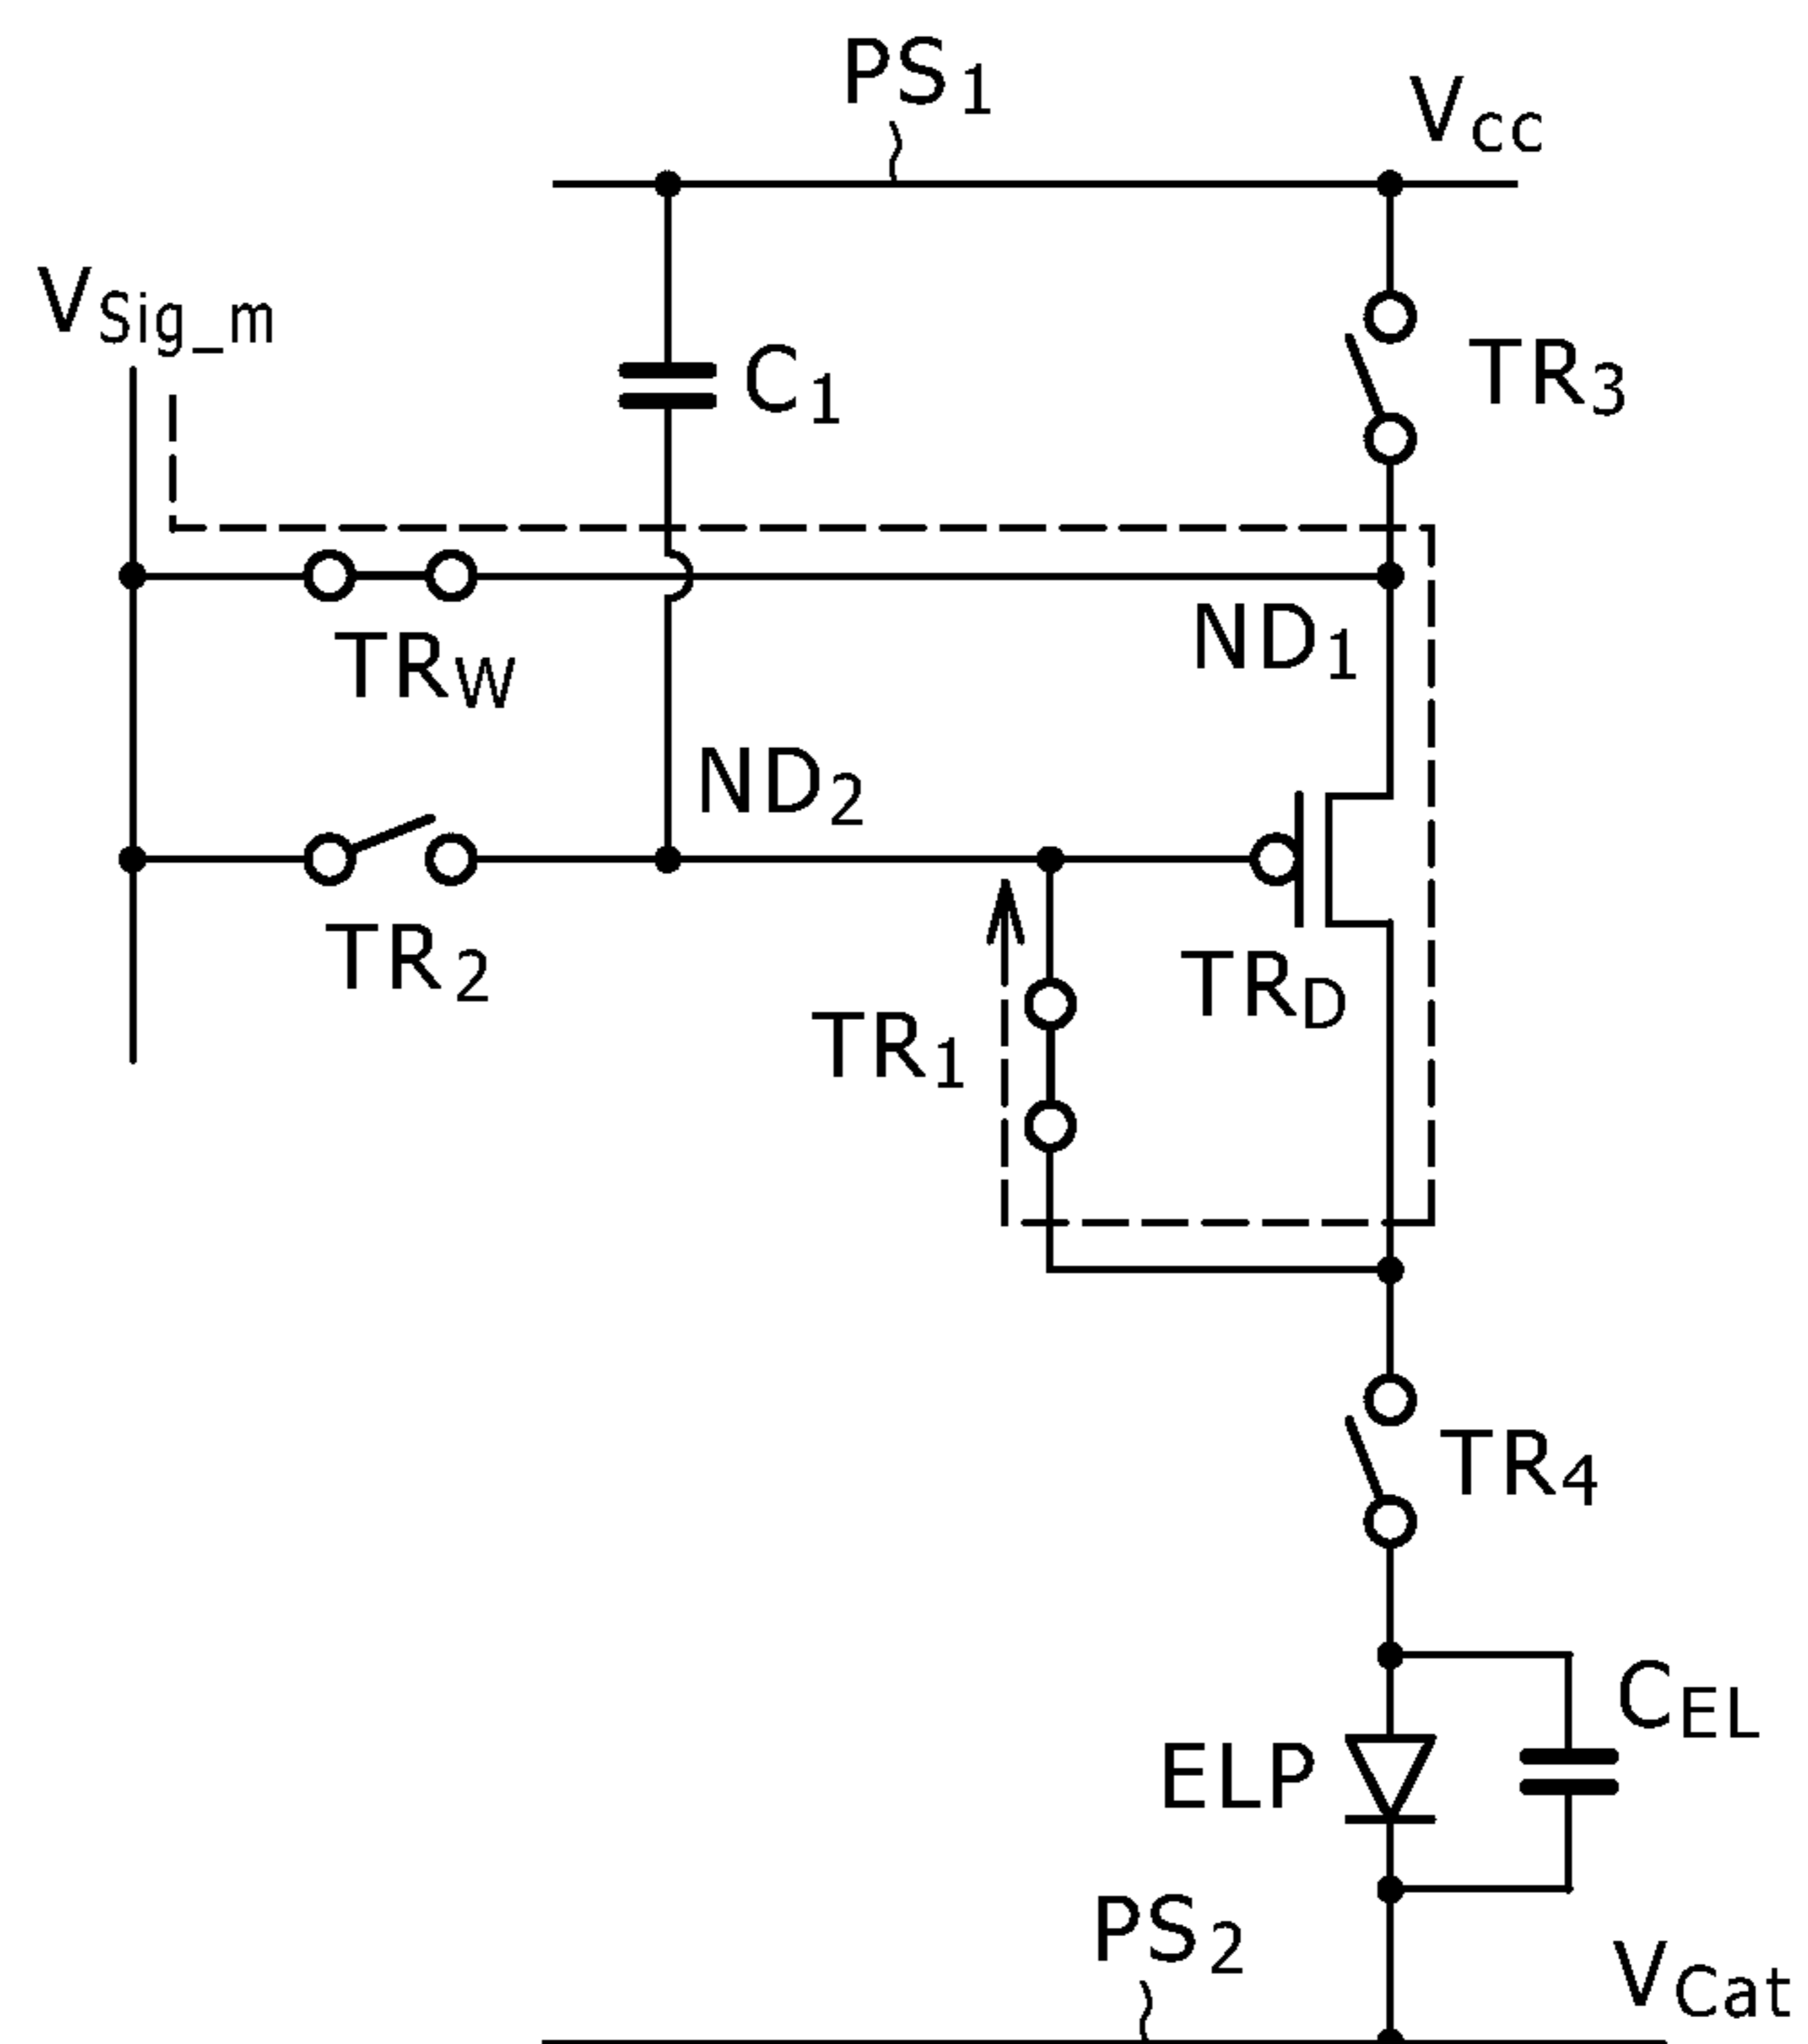 PS1
VCC
VSig_m
C1
TR3
TRW
ND1
ND2
TR2
TRD
TR1
TR4
CEL
ELP
PS2
VCat